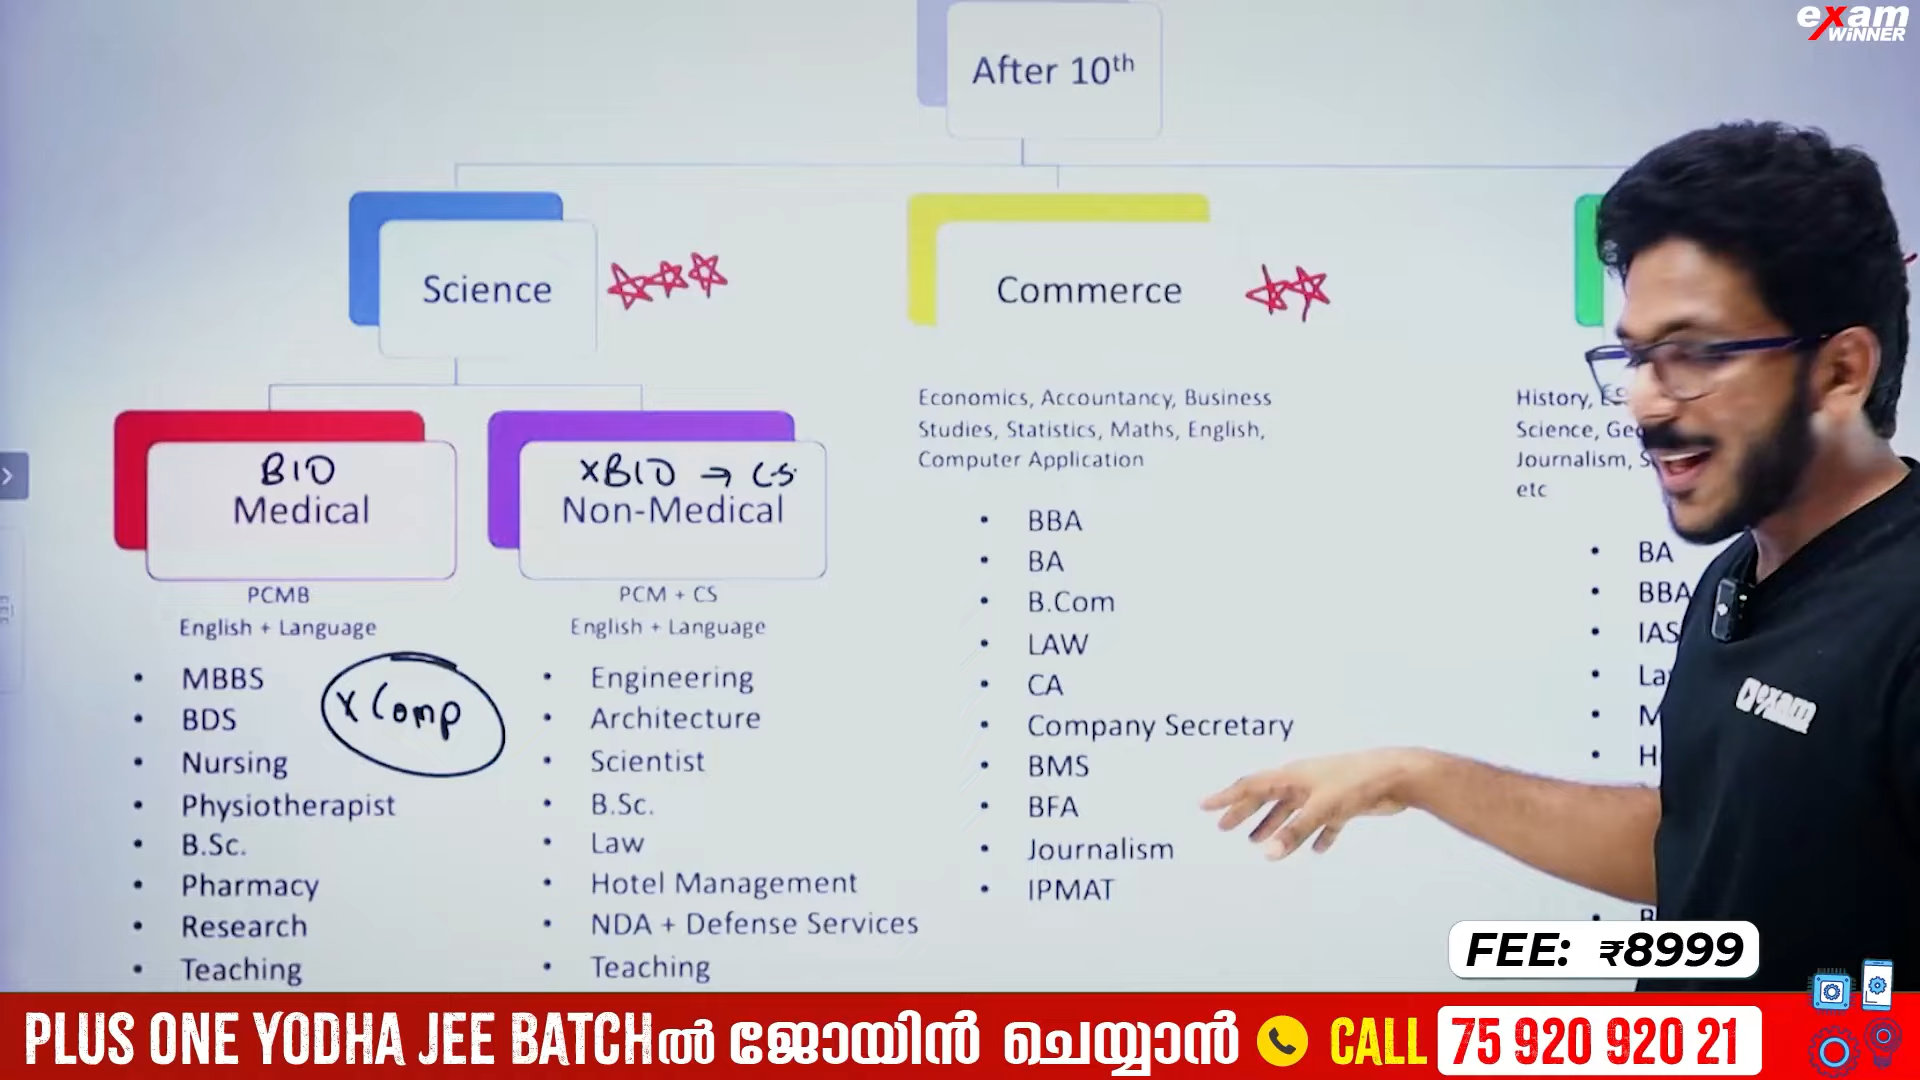 exam
WINNER
After 10th
Science
Commerce
BIO
Medical
XBIO → CS
Non-Medical
PCMB
English + Language
PCM + CS
English + Language
MBBS
BDS
Nursing
Physiotherapist
B.Sc.
Pharmacy
Research
Teaching
X Comp
Engineering
Architecture
Scientist
B.Sc.
Law
Hotel Management
NDA + Defense Services
Teaching
Economics, Accountancy, Business
Studies, Statistics, Maths, English,
Computer Application
BBA
BA
B.Com
LAW
CA
Company Secretary
BMS
BFA
Journalism
IPMAT
History,
Science,
Journalism,
etc
BA
BBA
IAS
exam
FEE: ₹8999
PLUS ONE YODHA JEE BATCHൽ ജോയിൻ ചെയ്യാൻ CALL 75 920 920 21